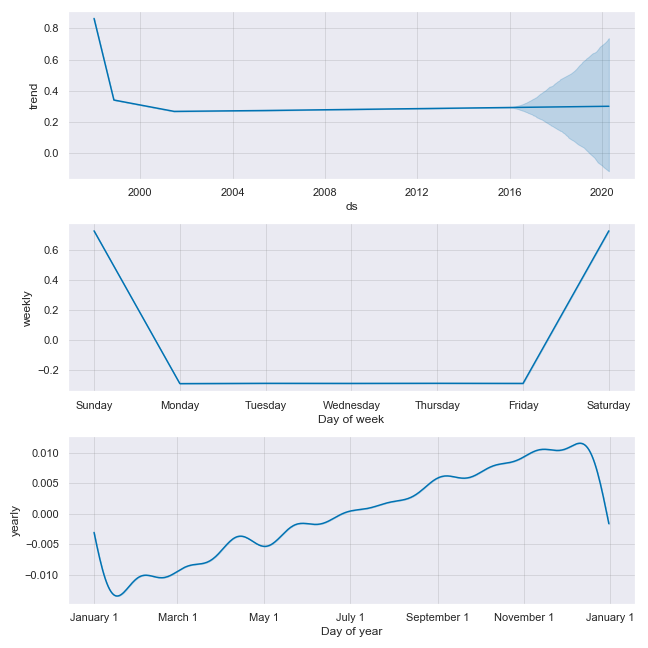 trend
0.8
0.6
0.4
0.2
0.0
2000 2004 2008 2012 2016 2020
ds
weekly
0.6
0.4
0.2
0.0
−0.2
Sunday Monday Tuesday Wednesday Thursday Friday Saturday
Day of week
yearly
0.010
0.005
0.000
−0.005
−0.010
January 1 March 1 May 1 July 1 September 1 November 1 January 1
Day of year